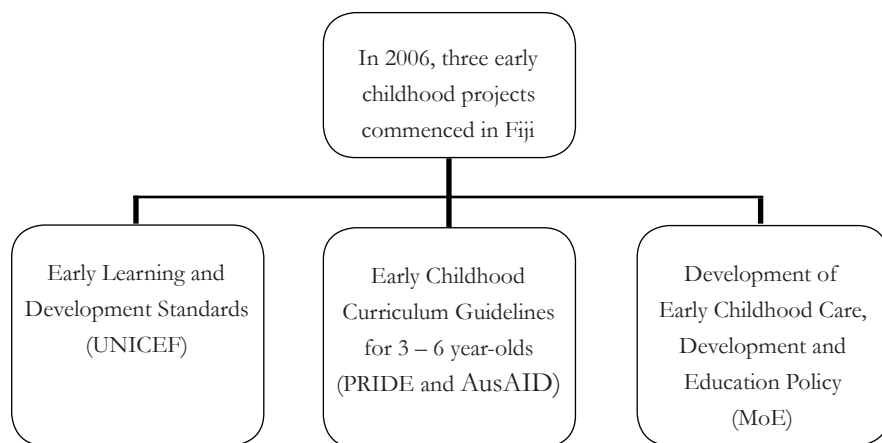 In 2006, three early
childhood projects
commenced in Fiji
Early Learning and
Development Standards
(UNICEF)
Early Childhood
Curriculum Guidelines
for 3 – 6 year-olds
(PRIDE and AusAID)
Development of
Early Childhood Care,
Development and
Education Policy
(MoE)